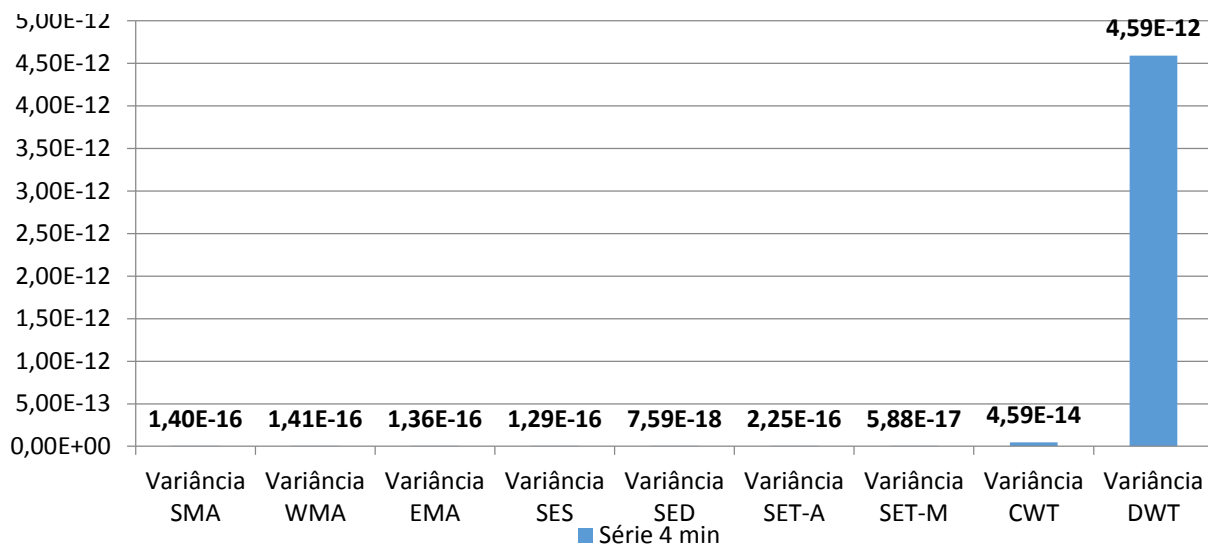 5,00E-12
4,50E-12
4,00E-12
3,50E-12
3,00E-12
2,50E-12
2,00E-12
1,50E-12
1,00E-12
5,00E-13
0,00E+00
1,40E-16 1,41E-16 1,36E-16 1,29E-16 7,59E-18 2,25E-16 5,88E-17 4,59E-14 4,59E-12
Variância Variância Variância Variância Variância Variância Variância Variância Variância
SMA WMA EMA SES SED SET-A SET-M CWT DWT
Série 4 min